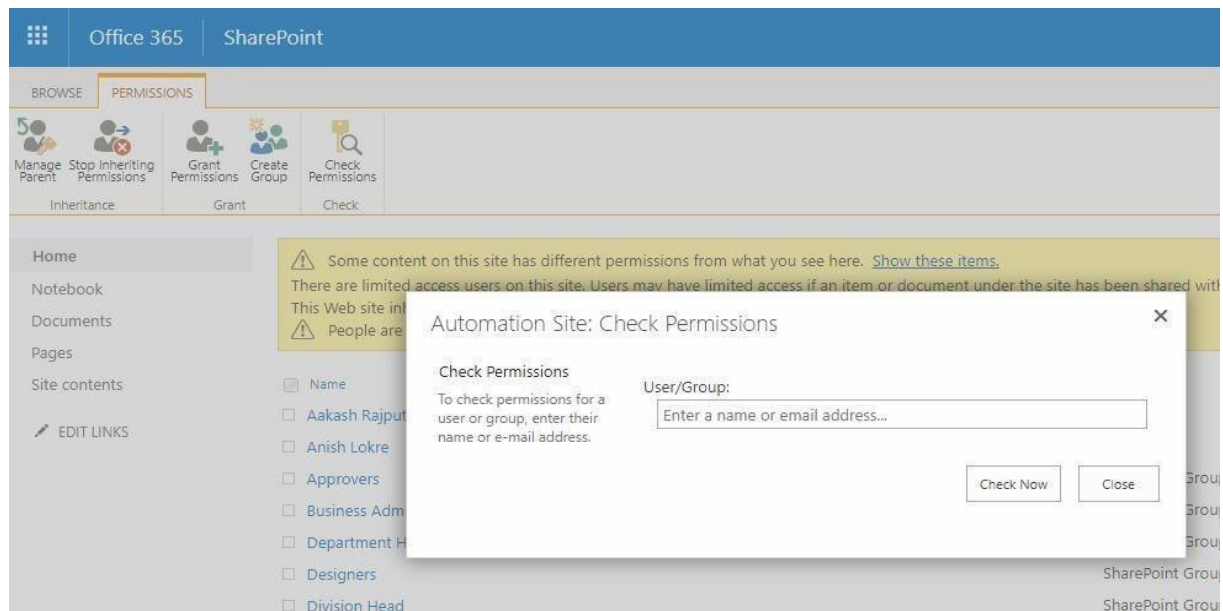 Office 365 SharePoint
BROWSE PERMISSIONS
Manage Parent
Stop Inheriting Permissions
Grant Permissions
Create Group
Check Permissions
Inheritance Grant Check
Home
Notebook
Documents
Pages
Site contents
EDIT LINKS
Some content on this site has different permissions from what you see here. Show these items.
There are limited access users on this site. Users may have limited access if an item or document under the site has been shared with
This Web site
People are
Name
Aakash Rajput
Anish Lokre
Approvers
Business Adm
Department H
Designers SharePoint Grou
Division Head SharePoint Grou
Automation Site: Check Permissions
Check Permissions
To check permissions for a
user or group, enter their
name or e-mail address.
User/Group:
Enter a name or email address...
Check Now Close